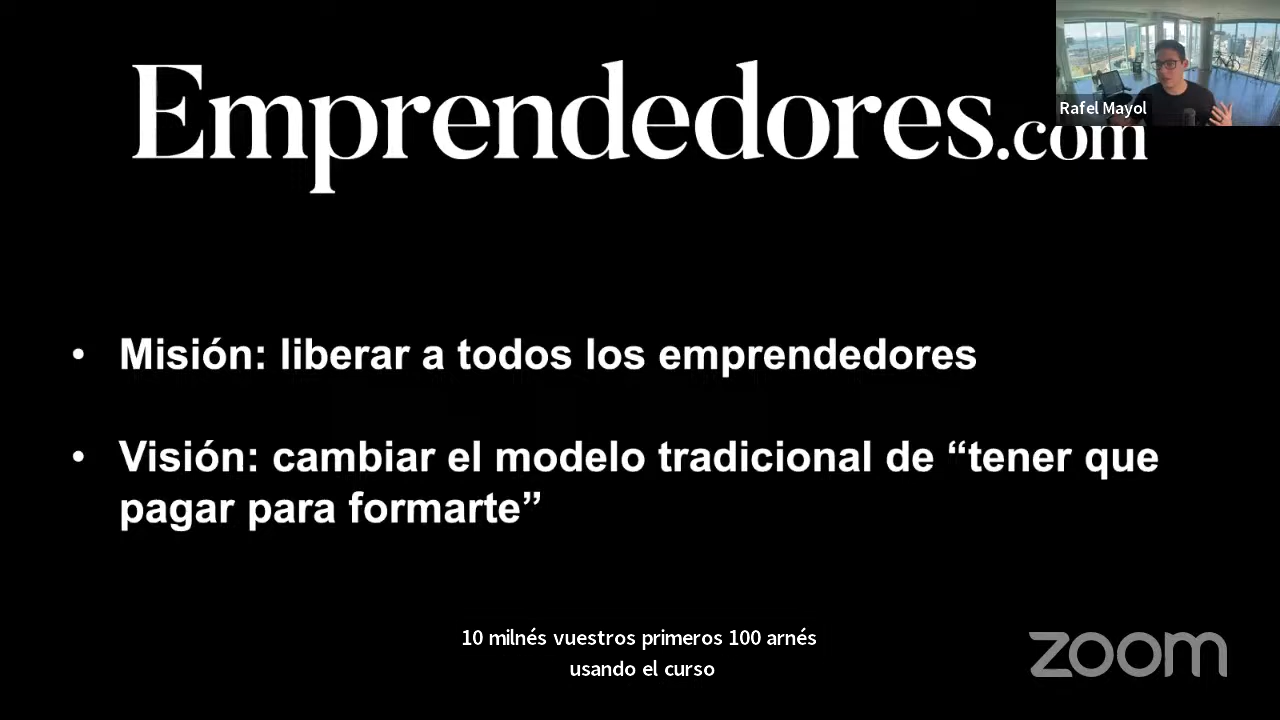 Emprendedores.com
Rafel Mayol
• Misión: liberar a todos los emprendedores
• Visión: cambiar el modelo tradicional de “tener que
pagar para formarte”
10 milnés vuestros primeros 100 arnés
usando el curso
zoom